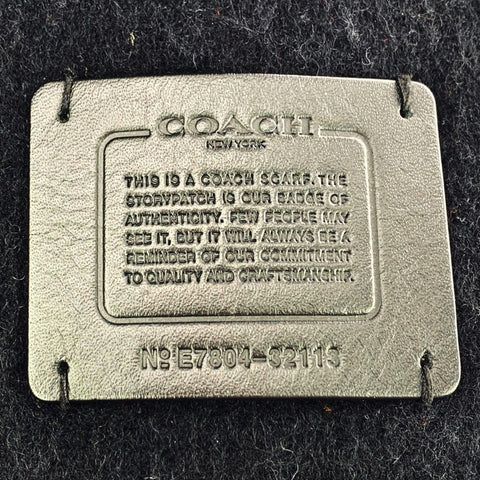 COACH
NEW YORK
THIS IS A COACH SCARF. THE
STORYPATCH IS OUR BADGE OF
AUTHENTICITY. FEW PEOPLE MAY
SEE IT, BUT IT WILL ALWAYS BE A
REMINDER OF OUR COMMITMENT
TO QUALITY AND CRAFTSMANSHIP.
Nº E7804-S2113